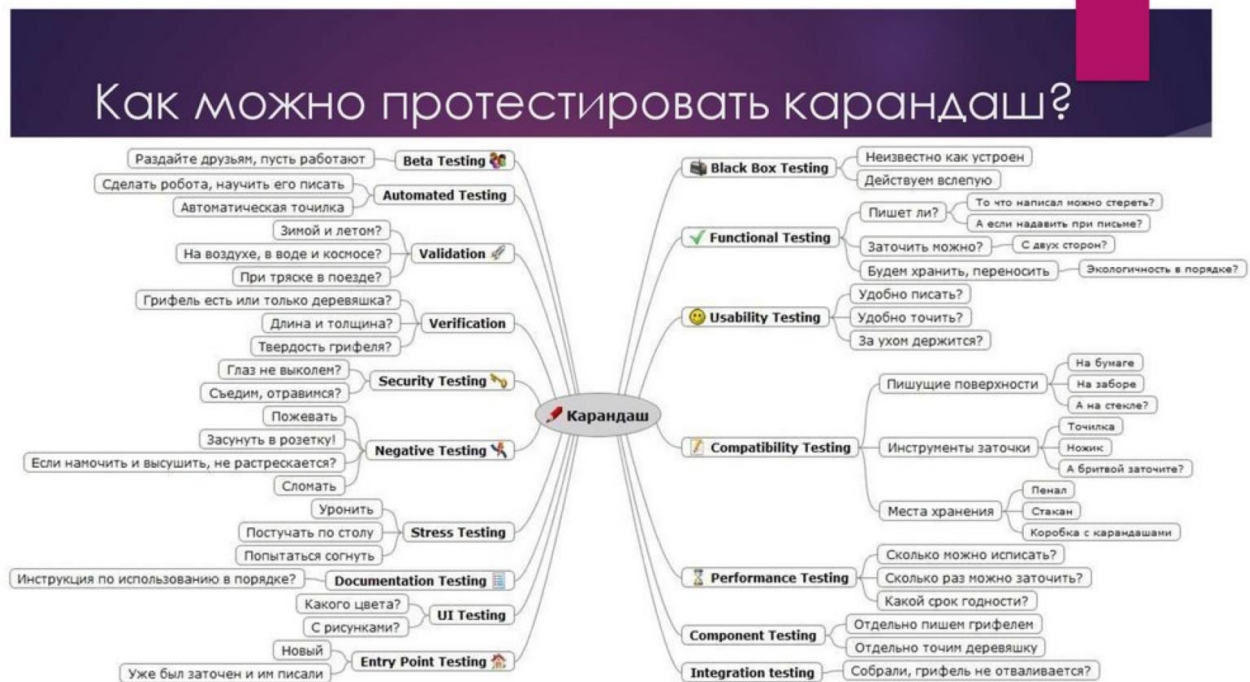 Как можно протестировать карандаш?
Раздайте друзьям, пусть работают
Beta Testing
Сделать робота, научить его писать
Автоматическая точилка
Automated Testing
Зимой и летом?
На воздухе, в воде и космосе?
При тряске в поезде?
Validation
Грифель есть или только деревяшка?
Длина и толщина?
Твердость грифеля?
Verification
Глаз не выколем?
Съедим, отравимся?
Security Testing
Пожевать
Засунуть в розетку!
Если намочить и высушить, не растрескается?
Сломать
Negative Testing
Уронить
Постучать по столу
Попытаться согнуть
Stress Testing
Инструкция по использованию в порядке?
Documentation Testing
Какого цвета?
С рисунками?
UI Testing
Новый
Уже был заточен и им писали
Entry Point Testing
Карандаш
Black Box Testing
Неизвестно как устроен
Действуем вслепую
Functional Testing
Пишет ли?
То что написал можно стереть?
А если надавить при письме?
Заточить можно?
С двух сторон?
Будем хранить, переносить
Экологичность в порядке?
Usability Testing
Удобно писать?
Удобно точить?
За ухом держится?
Compatibility Testing
Пишущие поверхности
На бумаге
На заборе
А на стекле?
Инструменты заточки
Точилка
Ножик
А бритвой заточите?
Места хранения
Пенал
Стакан
Коробка с карандашами
Performance Testing
Сколько можно исписать?
Сколько раз можно заточить?
Какой срок годности?
Component Testing
Отдельно пишем грифелем
Отдельно точим деревяшку
Integration testing
Собрали, грифель не отваливается?